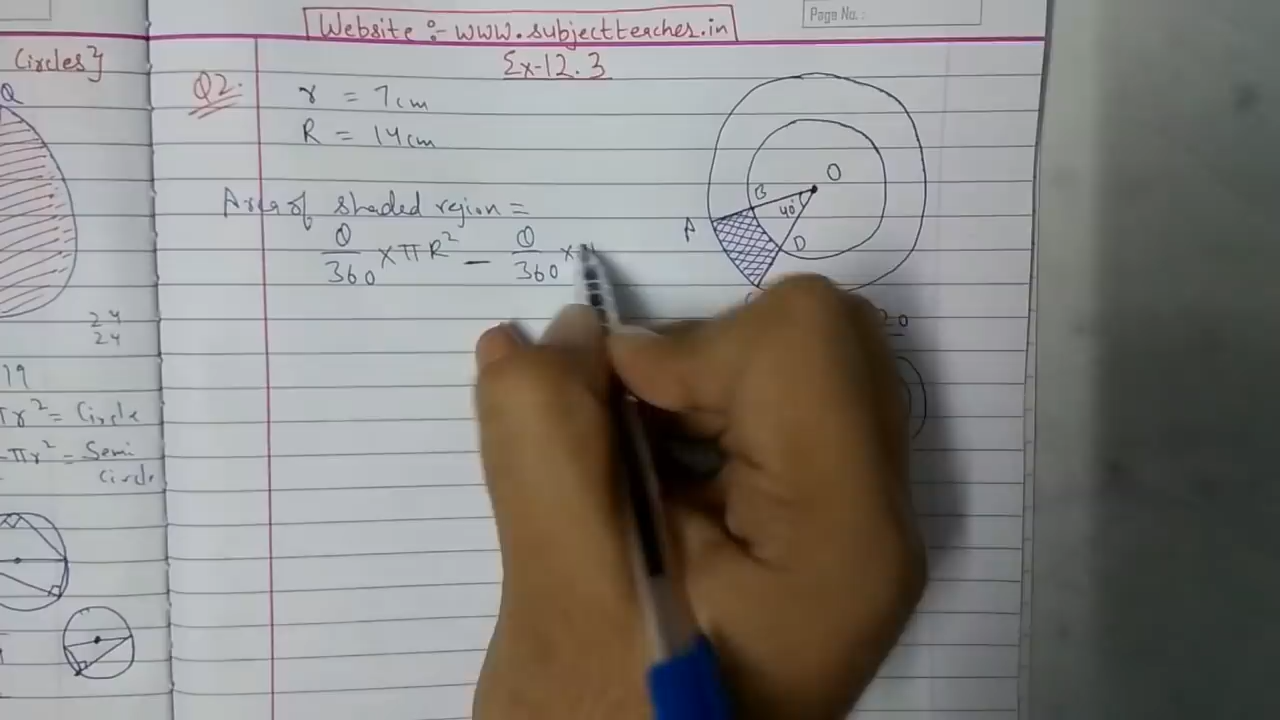 Website :- www.subjectteacher.in
Page No. :
Ex-12.3
Circles}
Q
Q2.
r = 7cm
R = 14cm
Area of shaded region =
θ/360 × πR² - θ/360 ×
O
B
40°
A
D
24
24
19
πr² = Circle
πr² = Semi
Circle